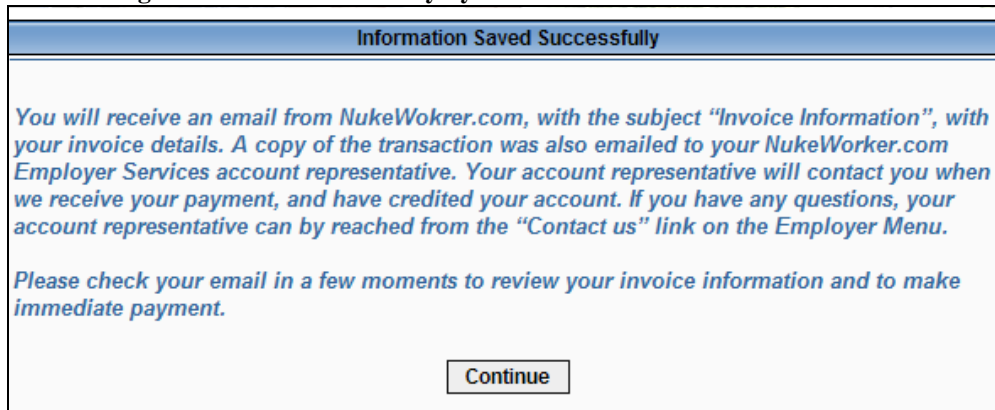 Information Saved Successfully
You will receive an email from NukeWokrer.com, with the subject “Invoice Information”, with
your invoice details. A copy of the transaction was also emailed to your NukeWorker.com
Employer Services account representative. Your account representative will contact you when
we receive your payment, and have credited your account. If you have any questions, your
account representative can by reached from the “Contact us” link on the Employer Menu.
Please check your email in a few moments to review your invoice information and to make
immediate payment.
Continue